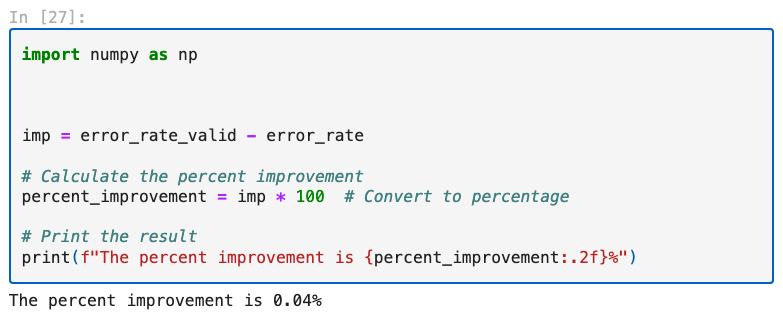 In [27]:
import numpy as np
imp = error_rate_valid - error_rate
# Calculate the percent improvement
percent_improvement = imp * 100  # Convert to percentage
# Print the result
print(f"The percent improvement is {percent_improvement:.2f}%")
The percent improvement is 0.04%